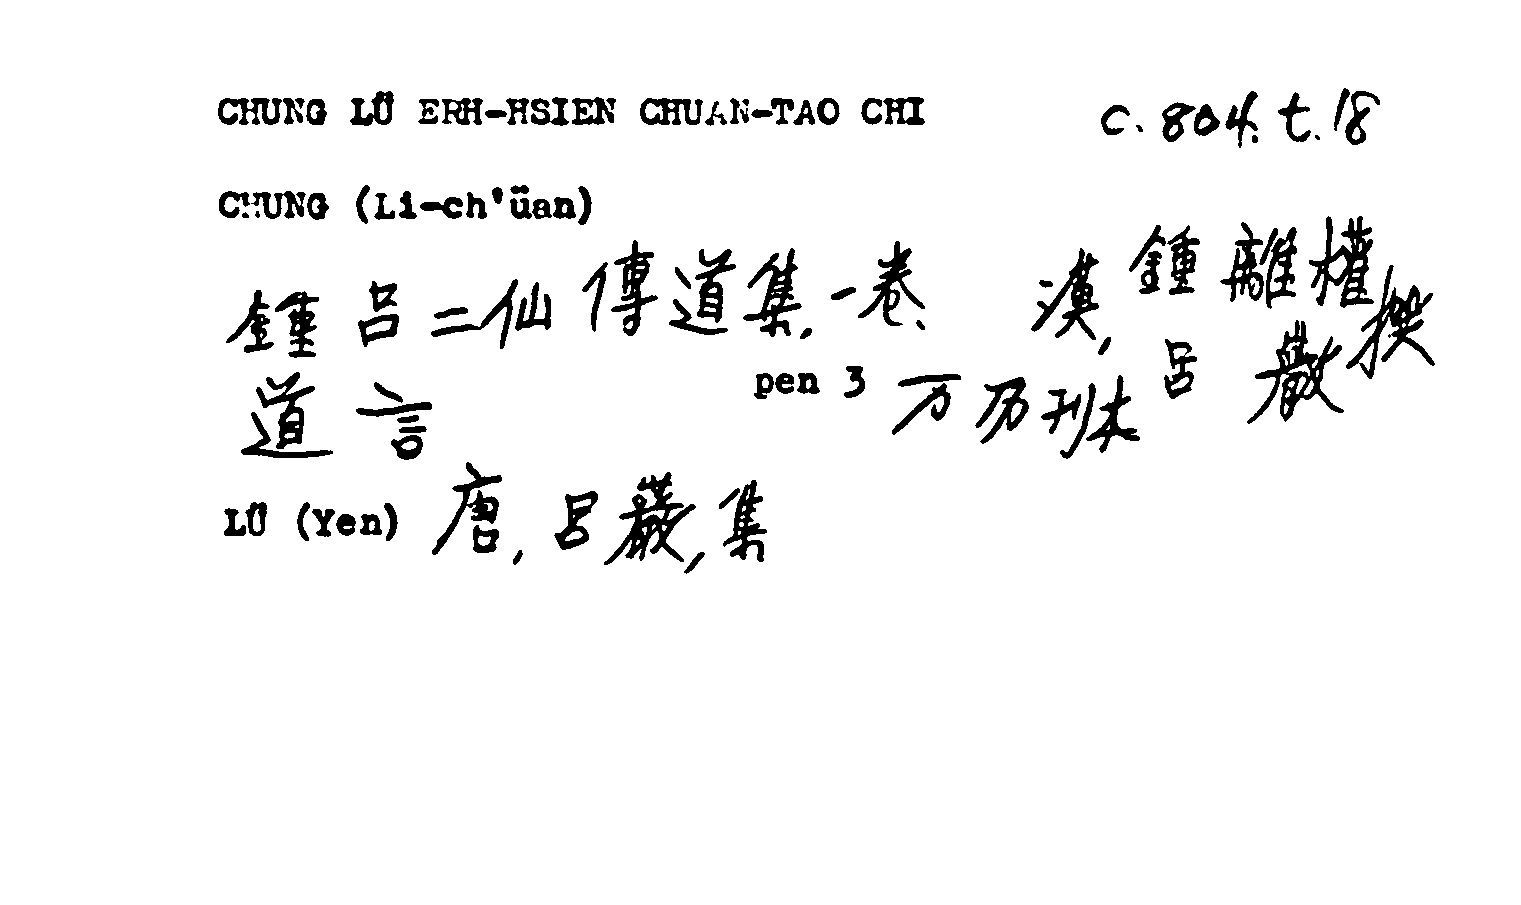 CHUNG LÜ ERH-HSIEN CHUAN-TAO CHI c.804.t.18
CHUNG (Li-ch'üan)
鍾呂二仙傳道集.一卷、 漢,鍾離權撰
道言 pen 3 万历刊本 呂
LÜ (Yen) 唐,呂巖,集